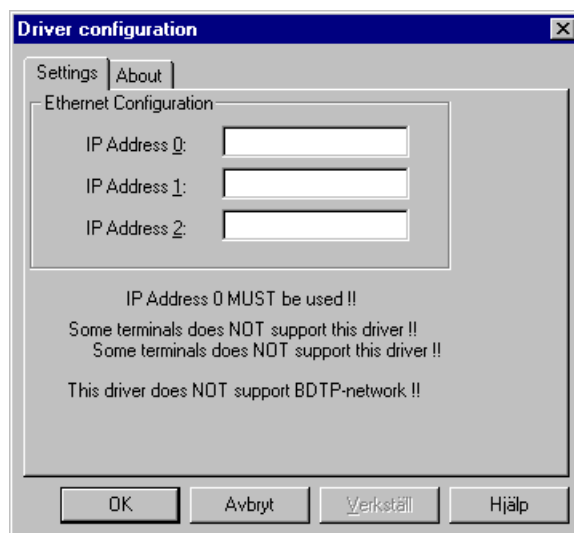 Driver configuration
Settings
About
Ethernet Configuration
IP Address 0:
IP Address 1:
IP Address 2:
IP Address 0 MUST be used !!
Some terminals does NOT support this driver !!
Some terminals does NOT support this driver !!
This driver does NOT support BDTP-network !!
OK
Avbryt
Verkställ
Hjälp